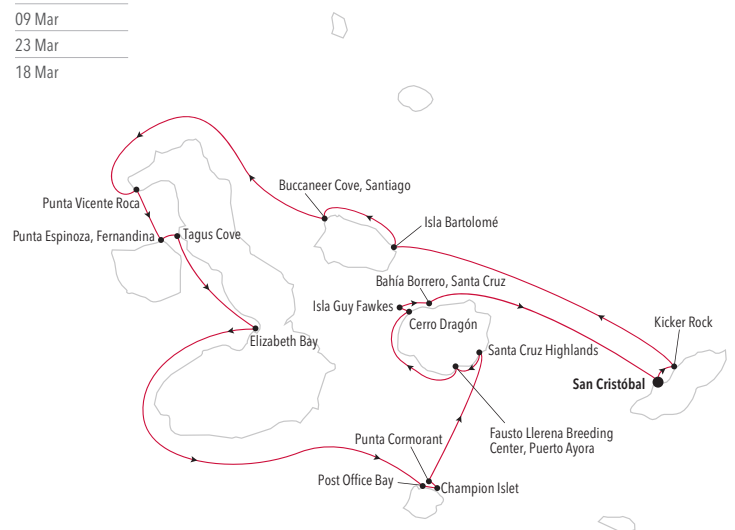 09 Mar
23 Mar
18 Mar
Buccaneer Cove, Santiago
Punta Vicente Roca
Isla Bartolomé
Punta Espinoza, Fernandina
Tagus Cove
Bahía Borrero, Santa Cruz
Isla Guy Fawkes
Cerro Dragón
Kicker Rock
Elizabeth Bay
Santa Cruz Highlands
San Cristóbal
Fausto Llerena Breeding
Center, Puerto Ayora
Punta Cormorant
Post Office Bay
Champion Islet